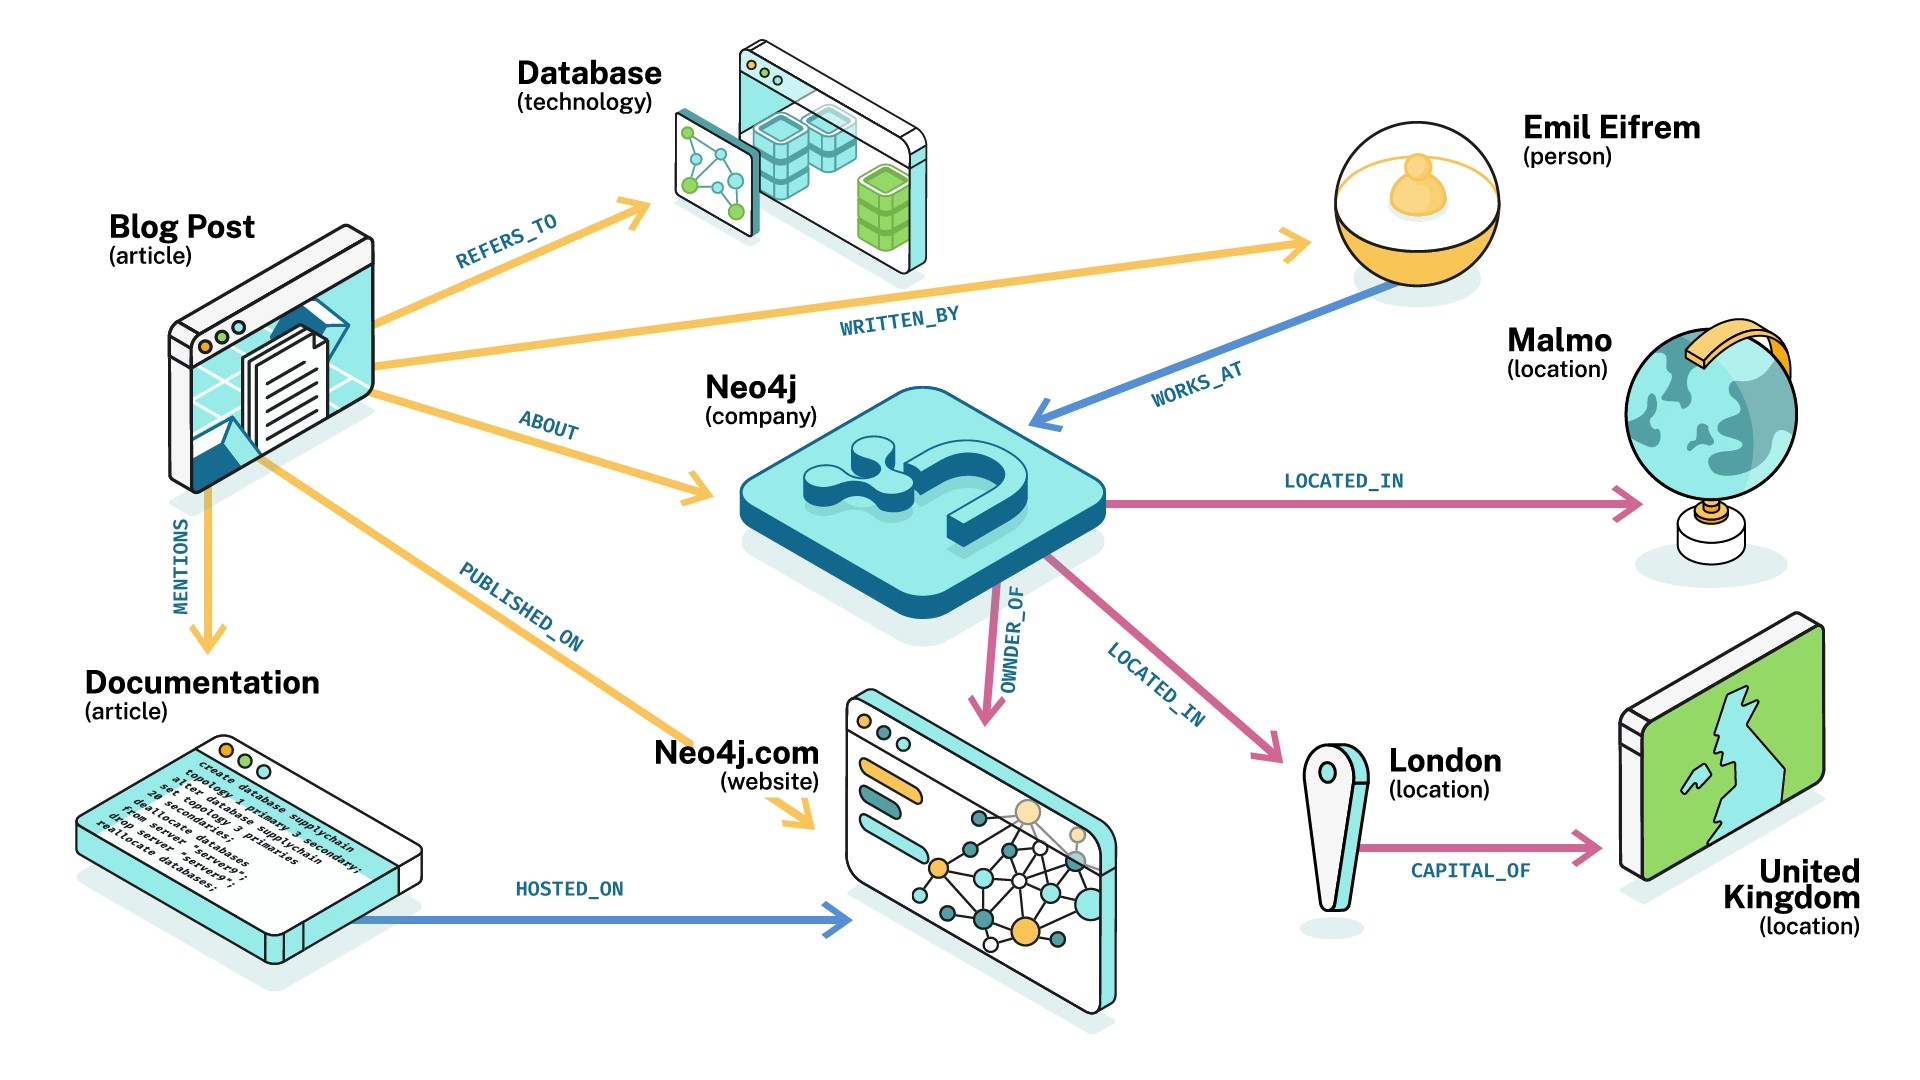 Database
(technology)
Emil Eifrem
(person)
Blog Post
(article)
REFERS_TO
WRITTEN_BY
Malmo
(location)
WORKS_AT
Neo4j
(company)
ABOUT
LOCATED_IN
MENTIONS
PUBLISHED_ON
OWNDER_OF
LOCATED_IN
Documentation
(article)
Neo4j.com
(website)
London
(location)
create database supplychain
topology 1 primary 3 secondary;
alter database supplychain
set topology 3 primaries
20 secondaries;
deallocate databases
from server "server9";
drop server "server9";
reallocate databases;
CAPITAL_OF
United
Kingdom
(location)
HOSTED_ON